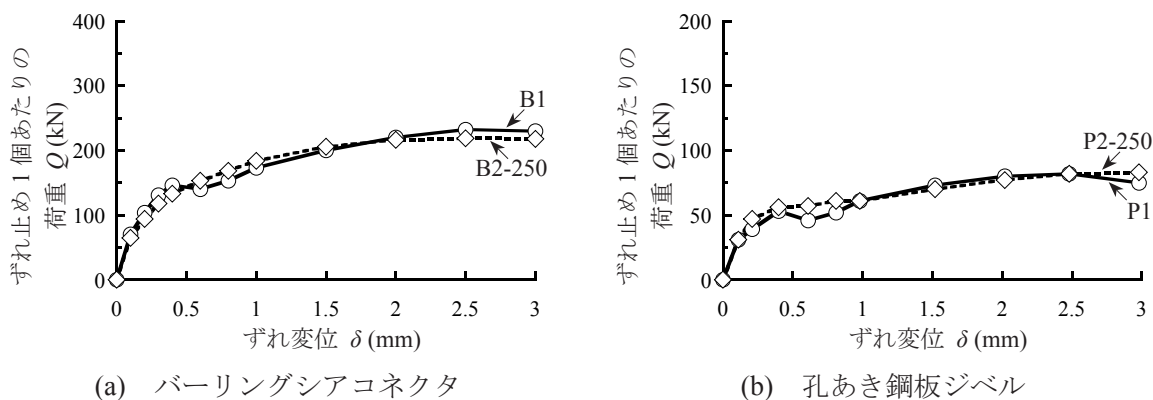 ずれ止め1個あたりの
荷重 Q (kN)
400
300
200
100
0
B1
B2-250
0 0.5 1 1.5 2 2.5 3
ずれ変位 δ (mm)
(a) バーリングシアコネクタ
ずれ止め1個あたりの
荷重 Q (kN)
200
150
100
50
0
P2-250
P1
0 0.5 1 1.5 2 2.5 3
ずれ変位 δ (mm)
(b) 孔あき鋼板ジベル